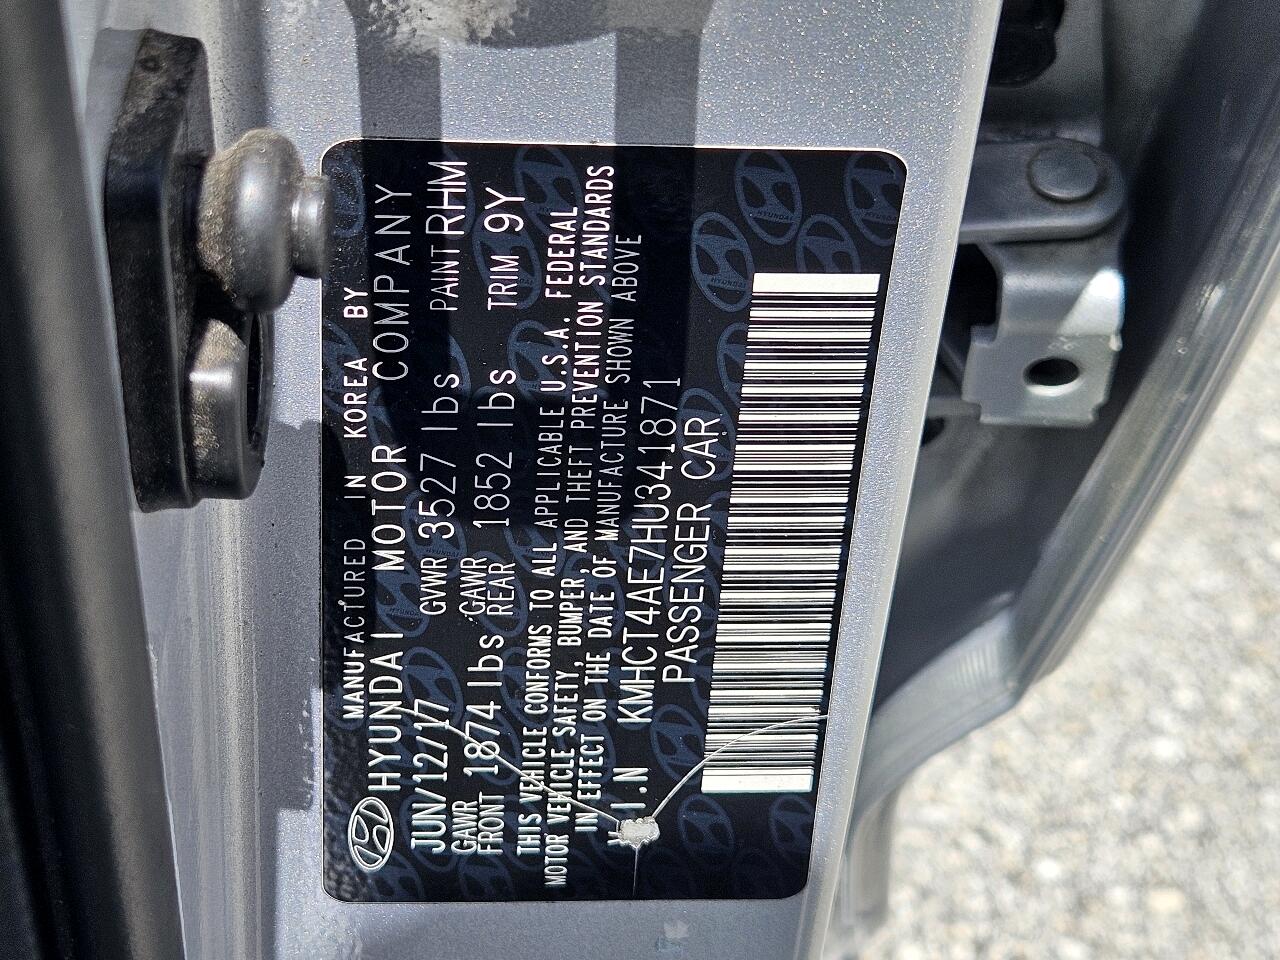 MANUFACTURED IN KOREA BY
HYUNDAI MOTOR COMPANY
JUN/12/17 GVWR 3527 lbs PAINT RHM
GAWR FRONT 1874 lbs GAWR REAR 1852 lbs TRIM 9Y
THIS VEHICLE CONFORMS TO ALL APPLICABLE U.S.A. FEDERAL
MOTOR VEHICLE SAFETY, BUMPER, AND THEFT PREVENTION STANDARDS
IN EFFECT ON THE DATE OF MANUFACTURE SHOWN ABOVE
.I.N KMHCT4AE7HU341871
PASSENGER CAR